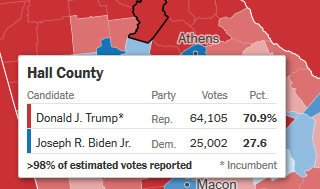 Athens
Hall County
Candidate Party Votes Pct.
Donald J. Trump* Rep. 64,105 70.9%
Joseph R. Biden Jr. Dem. 25,002 27.6
>98% of estimated votes reported * Incumbent
Macon